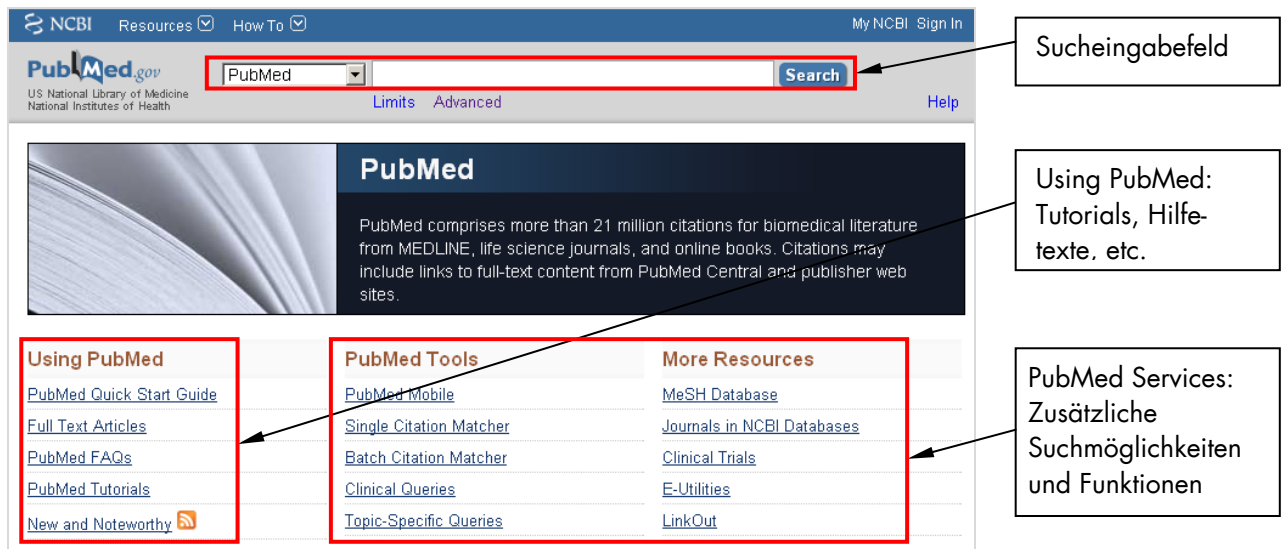 NCBI Resources How To My NCBI Sign In
PubMed.gov
US National Library of Medicine
National Institutes of Health
PubMed Search
Limits Advanced Help
Sucheingabefeld
PubMed
PubMed comprises more than 21 million citations for biomedical literature
from MEDLINE, life science journals, and online books. Citations may
include links to full-text content from PubMed Central and publisher web
sites.
Using PubMed:
Tutorials, Hilfe-
texte, etc.
Using PubMed
PubMed Quick Start Guide
Full Text Articles
PubMed FAQs
PubMed Tutorials
New and Noteworthy
PubMed Tools
PubMed Mobile
Single Citation Matcher
Batch Citation Matcher
Clinical Queries
Topic-Specific Queries
More Resources
MeSH Database
Journals in NCBI Databases
Clinical Trials
E-Utilities
LinkOut
PubMed Services:
Zusätzliche
Suchmöglichkeiten
und Funktionen